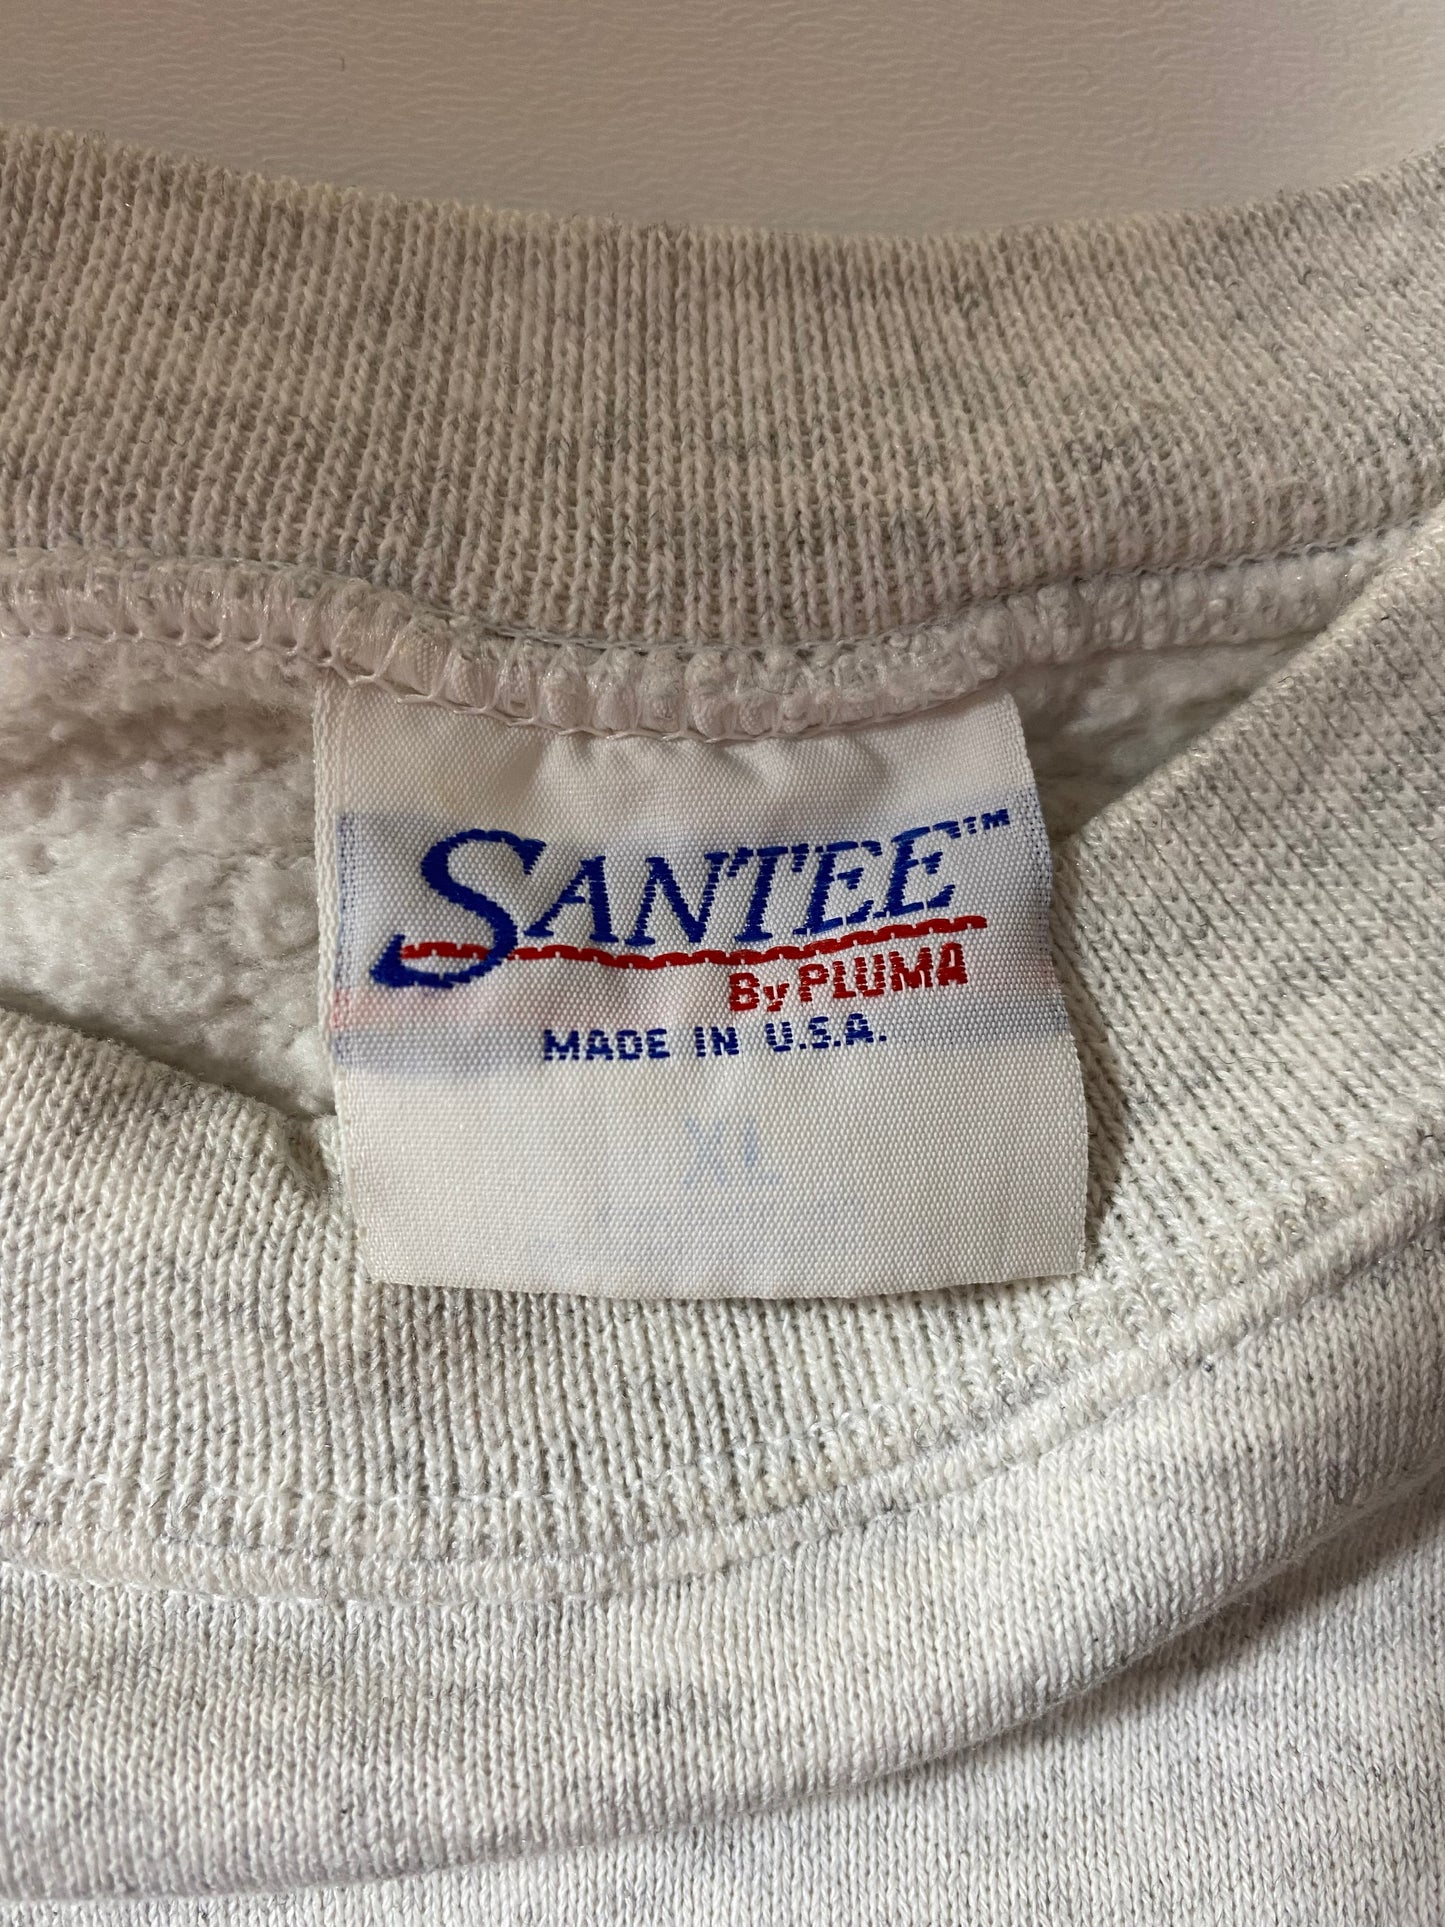 SANTEE™
By PLUMA
MADE IN U.S.A.
XL